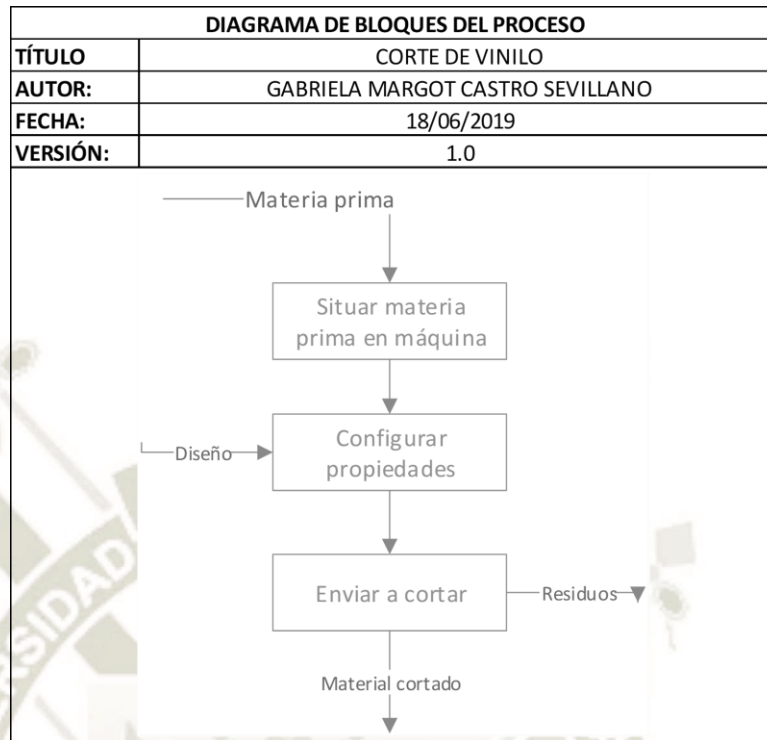 DIAGRAMA DE BLOQUES DEL PROCESO
TÍTULO CORTE DE VINILO
AUTOR: GABRIELA MARGOT CASTRO SEVILLANO
FECHA: 18/06/2019
VERSIÓN: 1.0
Materia prima
Situar materia
prima en máquina
Diseño
Configurar
propiedades
Enviar a cortar
Residuos
Material cortado